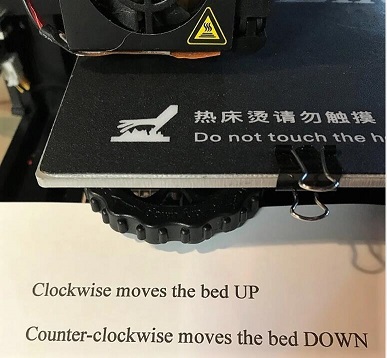 热床烫请勿触摸
Do not touch the h
Clockwise moves the bed UP
Counter-clockwise moves the bed DOWN